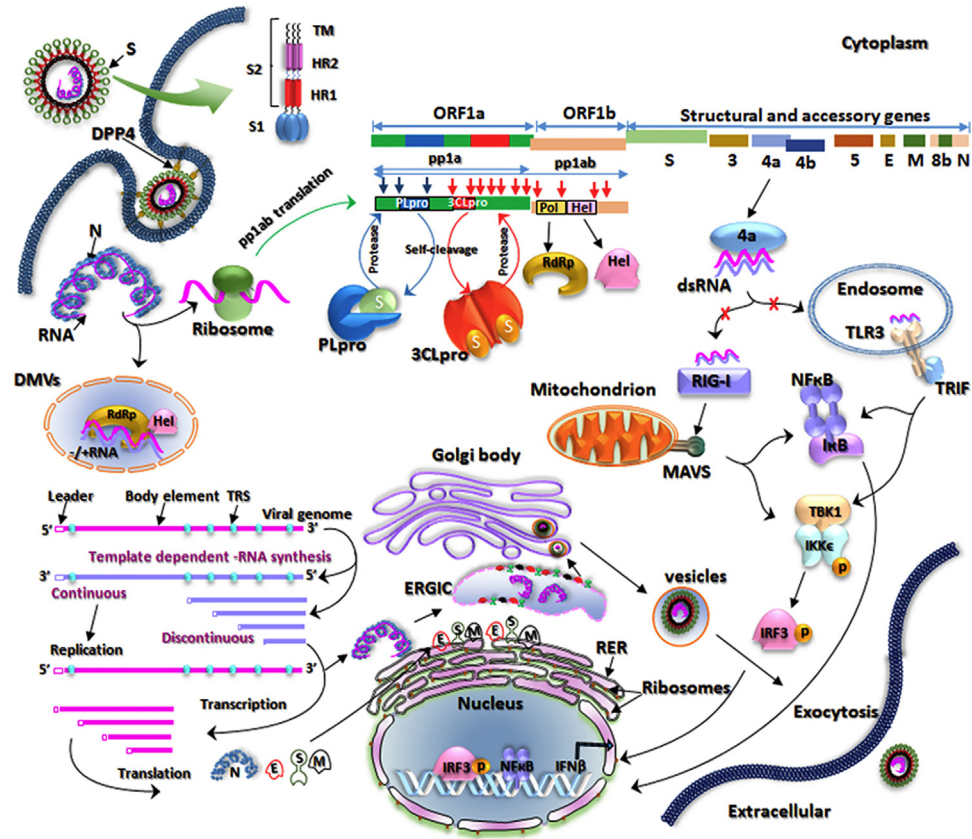 S
TM
HR2
S2
HR1
S1
Cytoplasm
DPP4
ORF1a
ORF1b
Structural and accessory genes
S
3
4a
4b
5
E
M
8b
N
pp1a
pp1ab
PLpro
3CLpro
Pol
Hel
N
RNA
pp1ab translation
Ribosome
Protease
Self-cleavage
Protease
S
PLpro
S
S
3CLpro
RdRp
Hel
4a
dsRNA
Endosome
TLR3
TRIF
RIG-I
NFκB
IκB
Mitochondrion
MAVS
DMVs
RdRp
Hel
-/+RNA
TBK1
IKKϵ
P
IRF3
P
Golgi body
Leader
Body element
TRS
Viral genome
5’
3’
Template dependent -RNA synthesis
3’
5’
Continuous
Discontinuous
Replication
5’
3’
Transcription
Translation
N
E
S
M
ERGIC
E
S
M
E
S
M
vesicles
RER
Ribosomes
Nucleus
IRF3
P
NFκB
IFNβ
Exocytosis
Extracellular